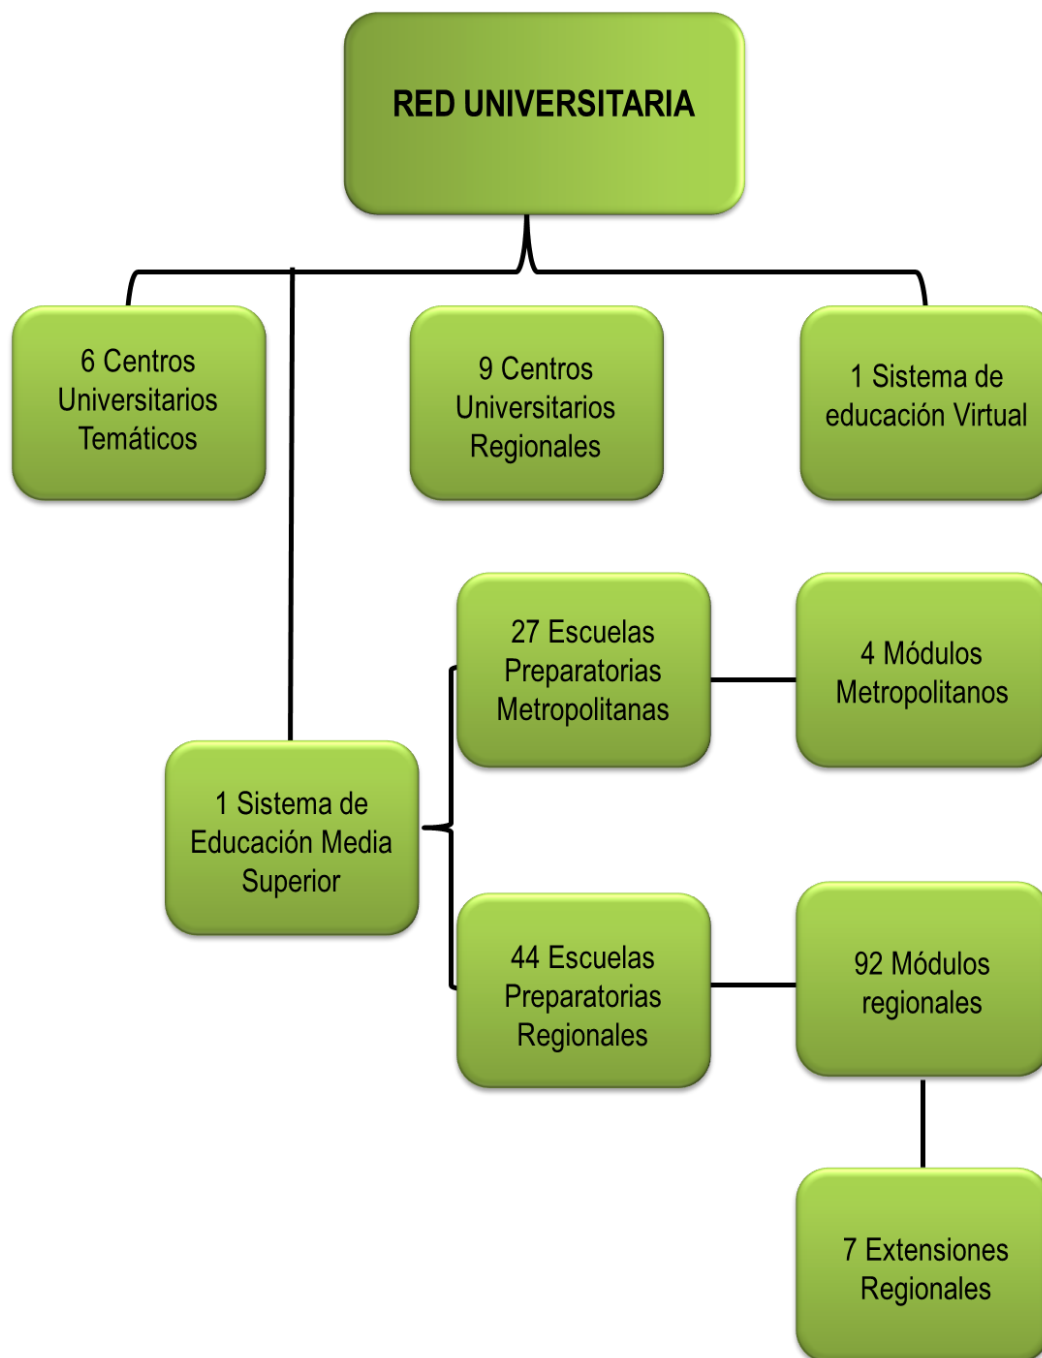 RED UNIVERSITARIA
6 Centros
Universitarios
Temáticos
9 Centros
Universitarios
Regionales
1 Sistema de
educación Virtual
27 Escuelas
Preparatorias
Metropolitanas
4 Módulos
Metropolitanos
1 Sistema de
Educación Media
Superior
44 Escuelas
Preparatorias
Regionales
92 Módulos
regionales
7 Extensiones
Regionales